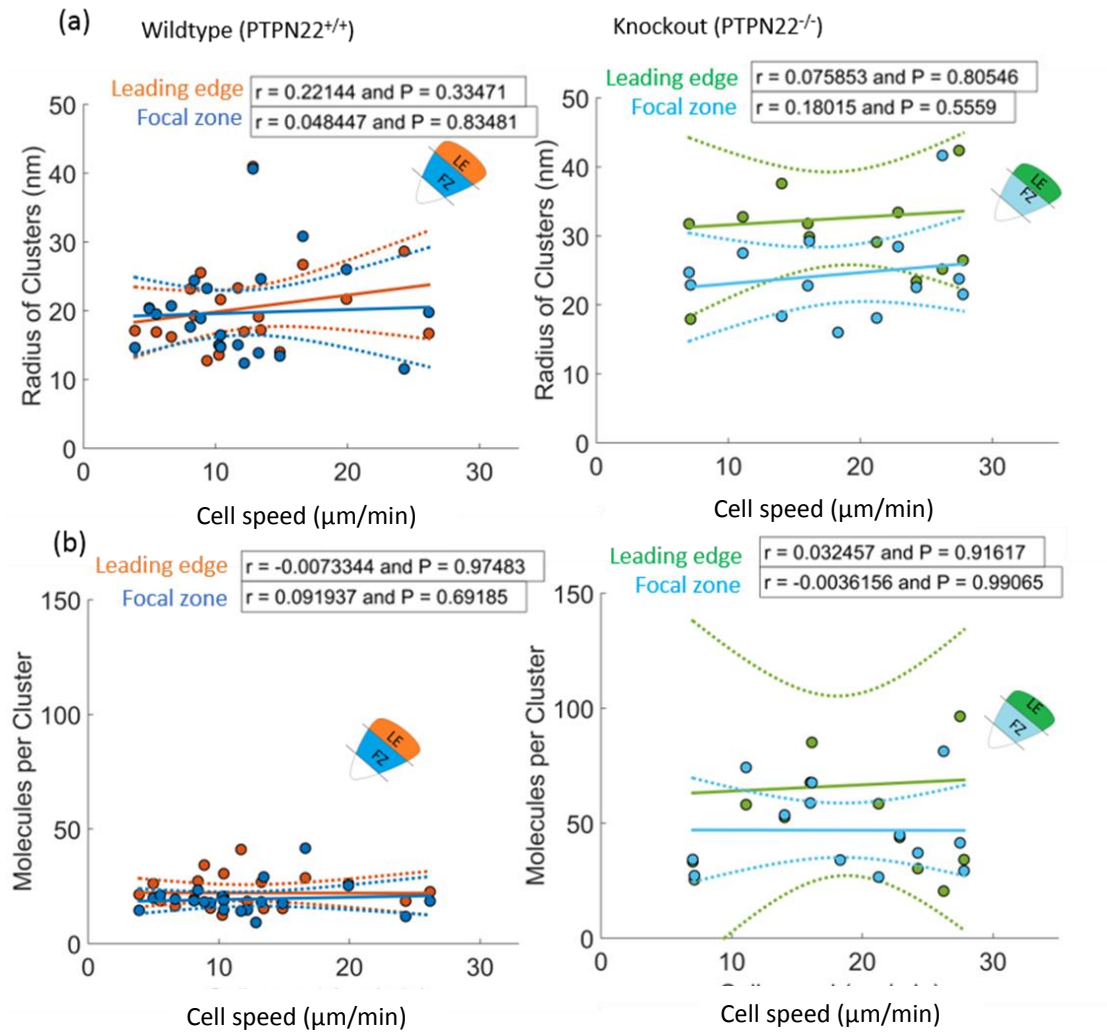 (a)
Wildtype (PTPN22+/+)
Knockout (PTPN22-/-)
Leading edge
r = 0.22144 and P = 0.33471
Focal zone
r = 0.048447 and P = 0.83481
Leading edge
r = 0.075853 and P = 0.80546
Focal zone
r = 0.18015 and P = 0.5559
LE
FZ
LE
FZ
Radius of Clusters (nm)
50
40
30
20
10
0
0 10 20 30
Cell speed (µm/min)
Radius of Clusters (nm)
50
40
30
20
10
0
0 10 20 30
Cell speed (µm/min)
(b)
Leading edge
r = -0.0073344 and P = 0.97483
Focal zone
r = 0.091937 and P = 0.69185
Leading edge
r = 0.032457 and P = 0.91617
Focal zone
r = -0.0036156 and P = 0.99065
LE
FZ
LE
FZ
Molecules per Cluster
150
100
50
0
0 10 20 30
Cell speed (µm/min)
Molecules per Cluster
150
100
50
0
0 10 20 30
Cell speed (µm/min)